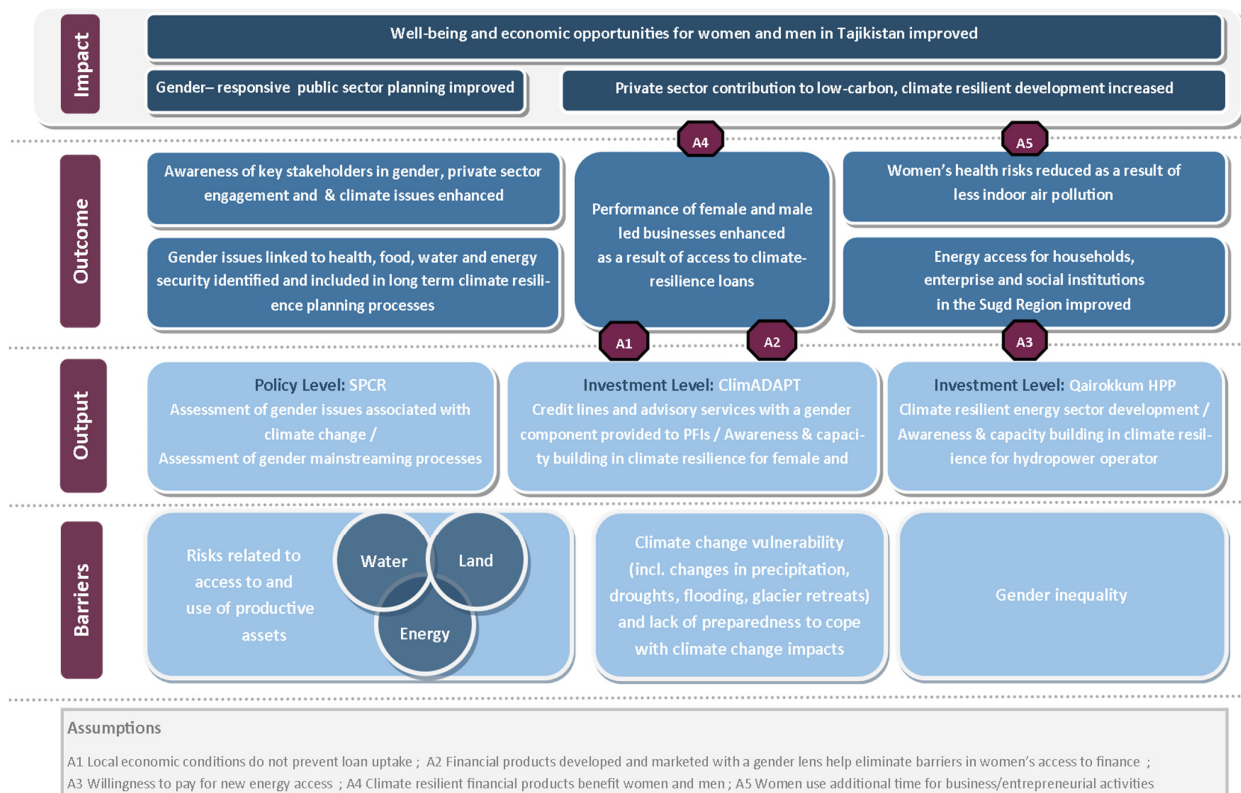 Impact
Well-being and economic opportunities for women and men in Tajikistan improved
Gender– responsive public sector planning improved
Private sector contribution to low-carbon, climate resilient development increased
A4
A5
Outcome
Awareness of key stakeholders in gender, private sector
engagement and & climate issues enhanced
Gender issues linked to health, food, water and energy
security identified and included in long term climate resili-
ence planning processes
Performance of female and male
led businesses enhanced
as a result of access to climate-
resilience loans
Women's health risks reduced as a result of
less indoor air pollution
Energy access for households,
enterprise and social institutions
in the Sugd Region improved
A1
A2
A3
Output
Policy Level: SPCR
Assessment of gender issues associated with
climate change /
Assessment of gender mainstreaming processes
Investment Level: ClimADAPT
Credit lines and advisory services with a gender
component provided to PFIs / Awareness & capaci-
ty building in climate resilience for female and
Investment Level: Qairokkum HPP
Climate resilient energy sector development /
Awareness & capacity building in climate resil-
ience for hydropower operator
Barriers
Risks related to
access to and
use of productive
assets
Water
Land
Energy
Climate change vulnerability
(incl. changes in precipitation,
droughts, flooding, glacier retreats)
and lack of preparedness to cope
with climate change impacts
Gender inequality
Assumptions
A1 Local economic conditions do not prevent loan uptake ; A2 Financial products developed and marketed with a gender lens help eliminate barriers in women's access to finance ;
A3 Willingness to pay for new energy access ; A4 Climate resilient financial products benefit women and men ; A5 Women use additional time for business/entrepreneurial activities